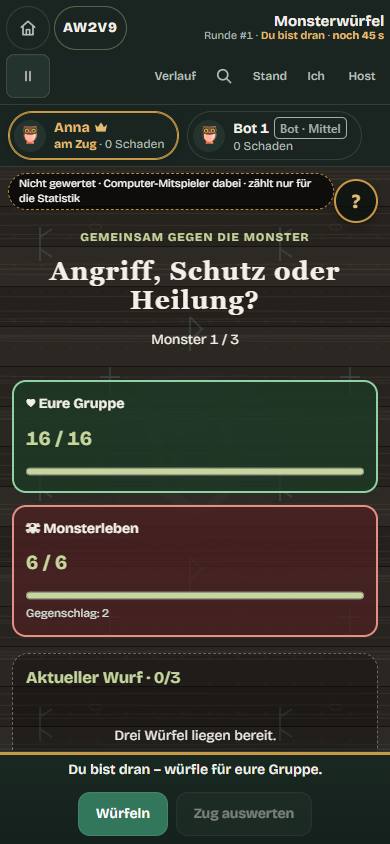 AW2V9
Monsterwürfel
Runde #1 · Du bist dran · noch 45 s
Verlauf
Stand
Ich
Host
Anna
am Zug · 0 Schaden
Bot 1 Bot · Mittel
0 Schaden
Nicht gewertet · Computer-Mitspieler dabei · zählt nur für
die Statistik
?
GEMEINSAM GEGEN DIE MONSTER
Angriff, Schutz oder
Heilung?
Monster 1 / 3
Eure Gruppe
16 / 16
Monsterleben
6 / 6
Gegenschlag: 2
Aktueller Wurf · 0/3
Drei Würfel liegen bereit.
Du bist dran – würfle für eure Gruppe.
Würfeln
Zug auswerten